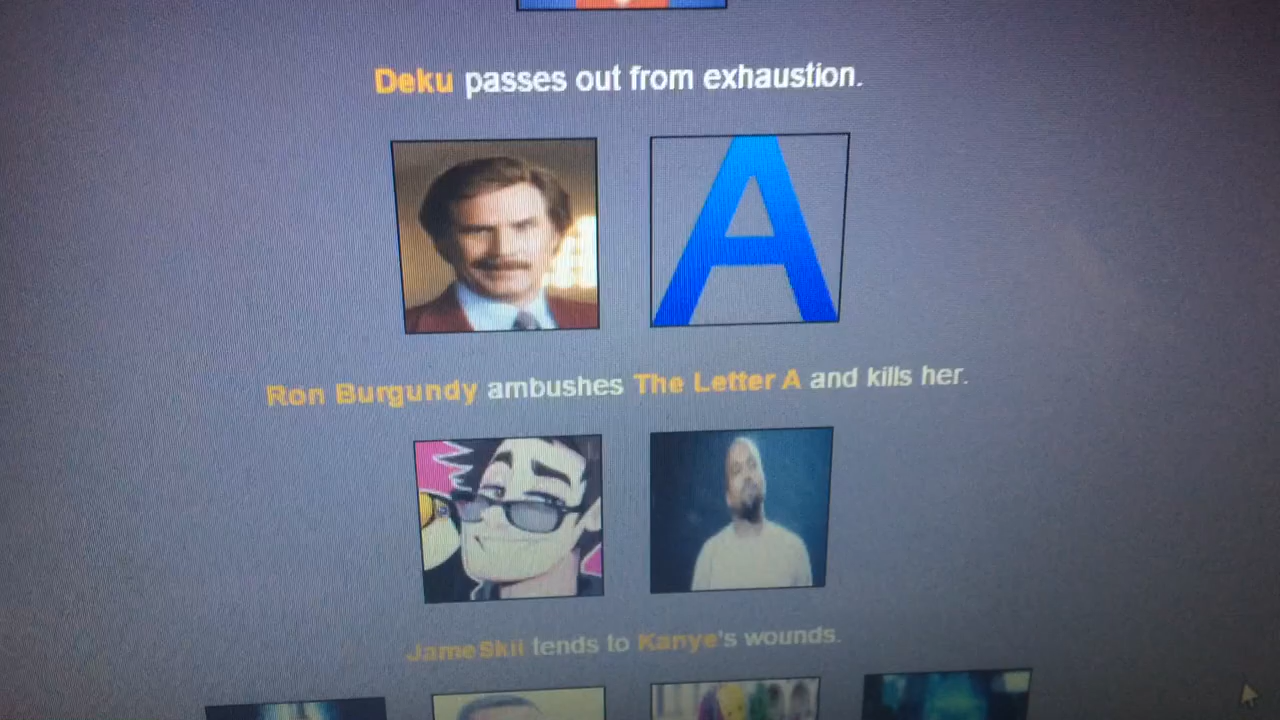 Deku passes out from exhaustion.
A
Ron Burgundy ambushes The Letter A and kills her.
JameSkii tends to Kanye's wounds.